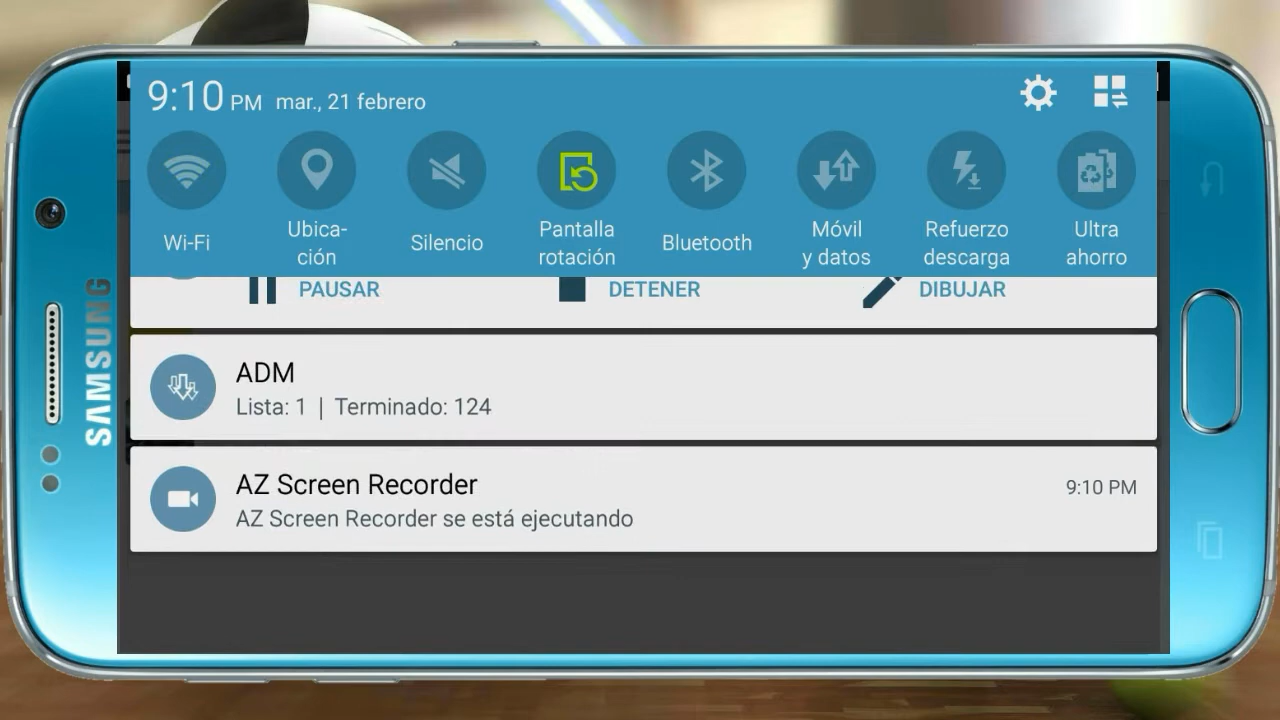 9:10 PM mar., 21 febrero
Wi-Fi
Ubica-
ción
Silencio
Pantalla
rotación
Bluetooth
Móvil
y datos
Refuerzo
descarga
Ultra
ahorro
PAUSAR
DETENER
DIBUJAR
ADM
Lista: 1 | Terminado: 124
AZ Screen Recorder
9:10 PM
AZ Screen Recorder se está ejecutando
SAMSUNG